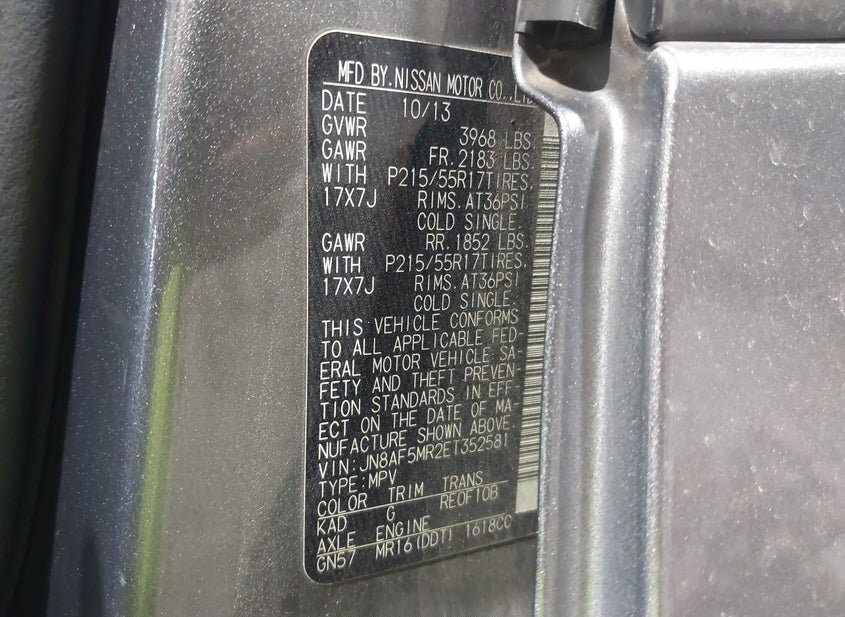 MFD BY. NISSAN MOTOR CO.,LTD
DATE 10/13
GVWR 3968 LBS.
GAWR FR. 2183 LBS.
WITH P215/55R17TIRES.
17X7J RIMS. AT36PSI
COLD SINGLE.
GAWR RR. 1852 LBS.
WITH P215/55R17TIRES.
17X7J RIMS. AT36PSI
COLD SINGLE.
THIS VEHICLE CONFORMS
TO ALL APPLICABLE FED-
ERAL MOTOR VEHICLE SA-
FETY AND THEFT PREVEN-
TION STANDARDS IN EFF-
ECT ON THE DATE OF MA-
NUFACTURE SHOWN ABOVE.
VIN:JN8AF5MR2ET352581
TYPE:MPV
COLOR TRIM TRANS
KAD G RE0F10B
AXLE ENGINE
GN57 MR16(DDT) 1618CC